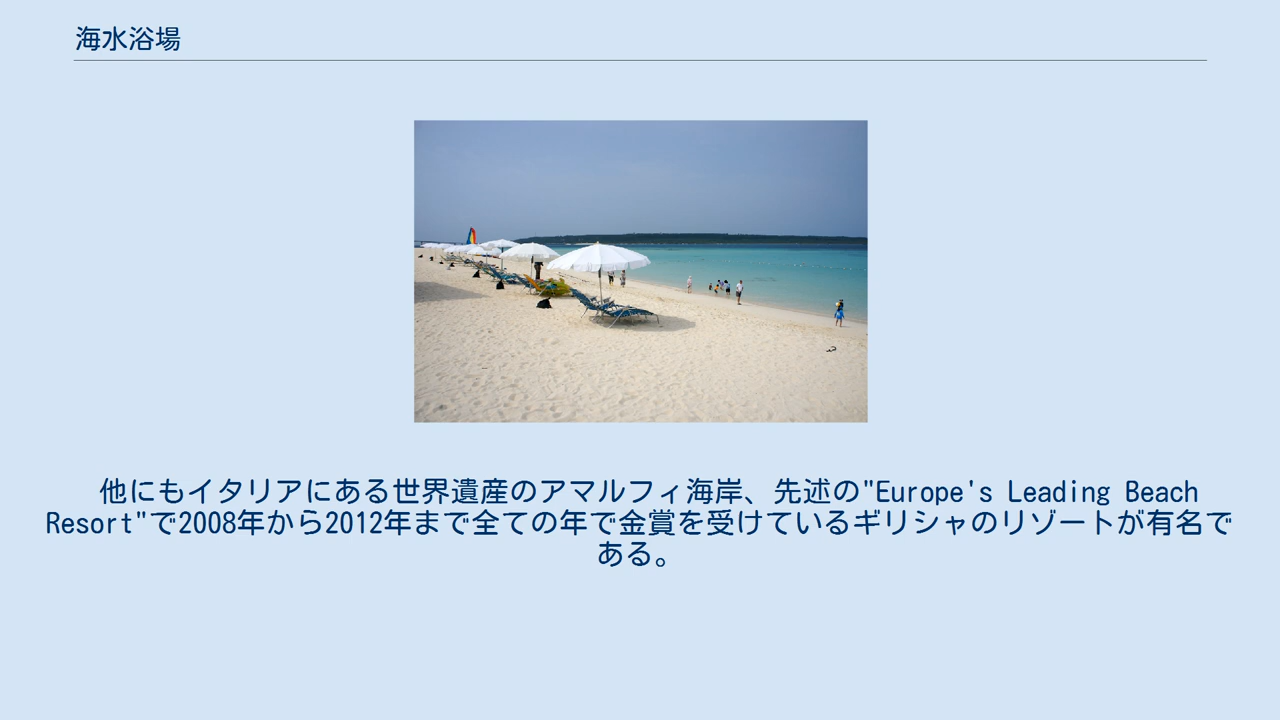 海水浴場
他にもイタリアにある世界遺産のアマルフィ海岸、先述の"Europe's Leading Beach
Resort"で2008年から2012年まで全ての年で金賞を受けているギリシャのリゾートが有名で
ある。